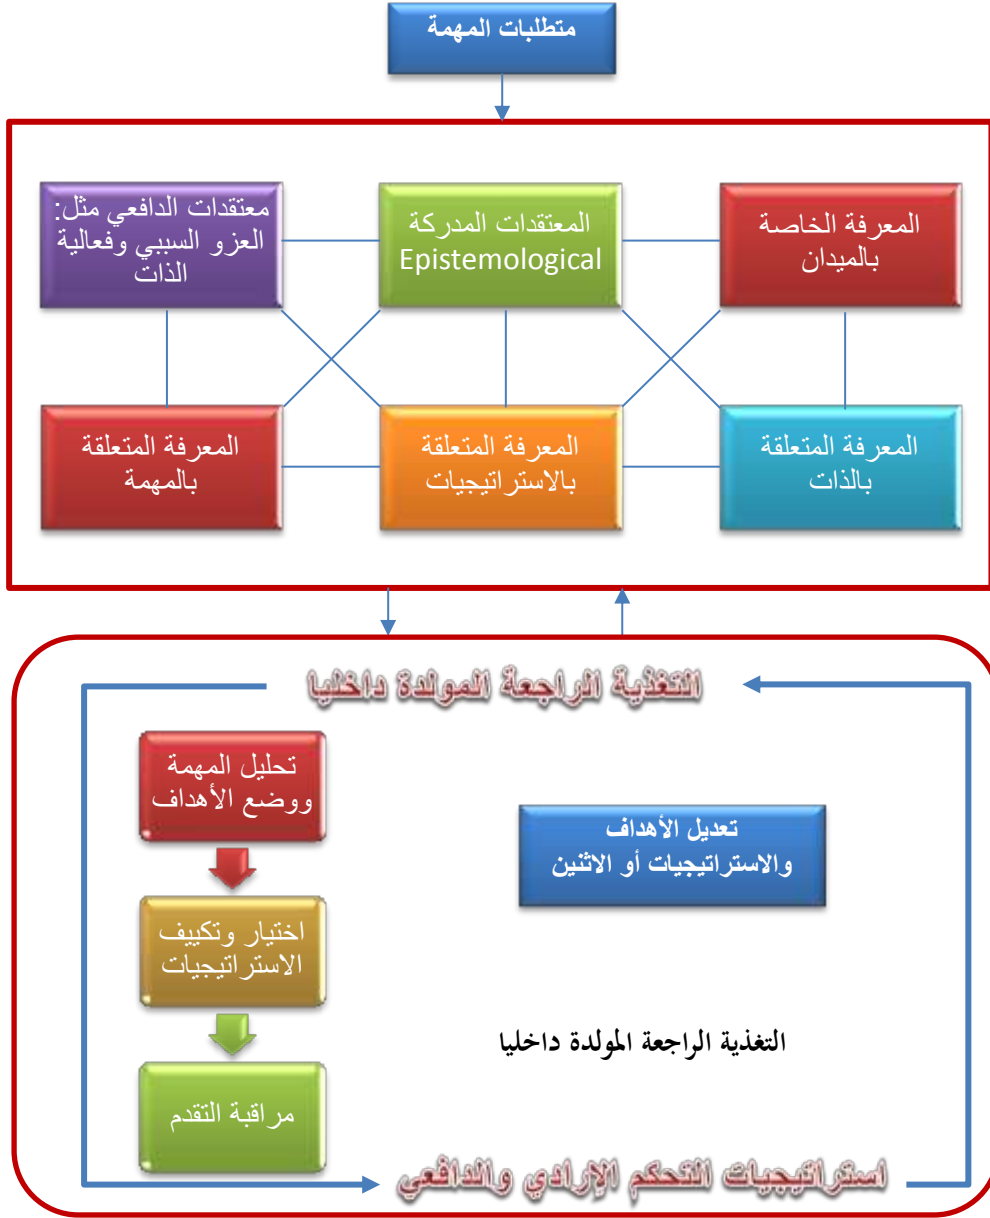 متطلبات المهمة
المعرفة الخاصة
بالميدان
المعتقدات المدركة
Epistemological
معتقدات الدافعي مثل:
العزو السببي وفعالية
الذات
المعرفة المتعلقة
بالذات
المعرفة المتعلقة
بالاستراتيجيات
المعرفة المتعلقة
بالمهمة
التغذية الراجعة المولدة داخليا
تحليل المهمة
ووضع الأهداف
تعديل الأهداف
والاستراتيجيات أو الاثنين
اختيار وتكييف
الاستراتيجيات
التغذية الراجعة المولدة داخليا
مراقبة التقدم
استراتيجيات التحكم الإرادي والدافعي